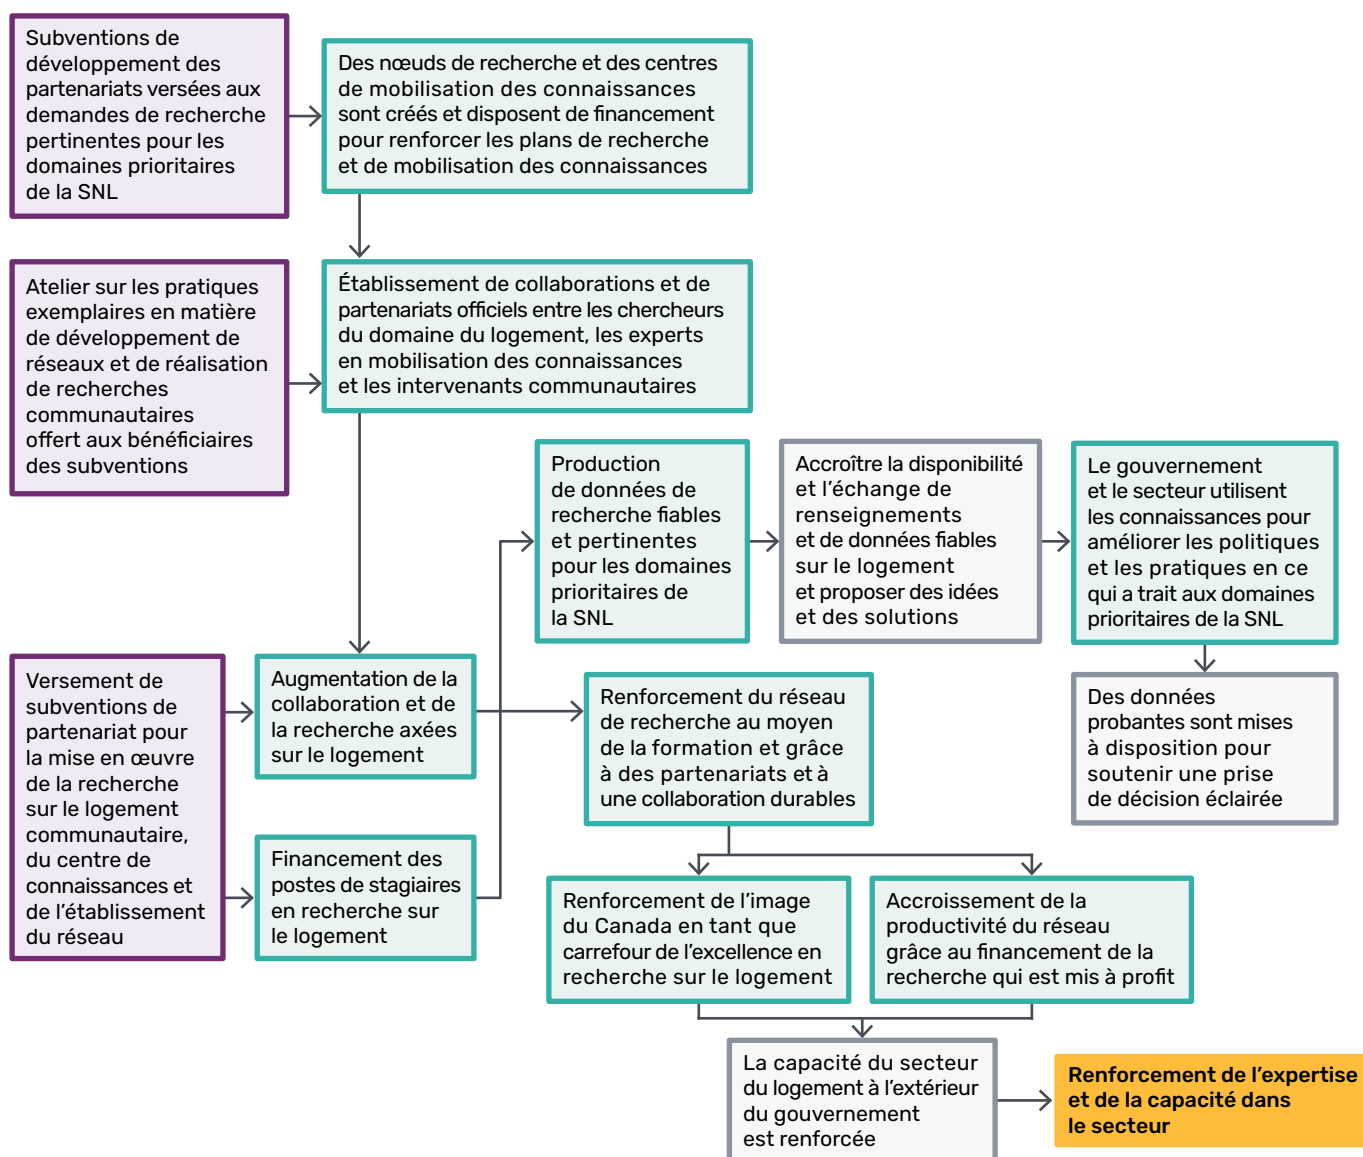 Subventions de
développement des
partenariats versées aux
demandes de recherche
pertinentes pour les
domaines prioritaires
de la SNL
Des nœuds de recherche et des centres
de mobilisation des connaissances
sont créés et disposent de financement
pour renforcer les plans de recherche
et de mobilisation des connaissances
Atelier sur les pratiques
exemplaires en matière
de développement de
réseaux et de réalisation
de recherches
communautaires
offert aux bénéficiaires
des subventions
Établissement de collaborations et de
partenariats officiels entre les chercheurs
du domaine du logement, les experts
en mobilisation des connaissances
et les intervenants communautaires
Production
de données de
recherche fiables
et pertinentes
pour les domaines
prioritaires de
la SNL
Accroître la disponibilité
et l'échange de
renseignements
et de données fiables
sur le logement
et proposer des idées
et des solutions
Le gouvernement
et le secteur utilisent
les connaissances pour
améliorer les politiques
et les pratiques en ce
qui a trait aux domaines
prioritaires de la SNL
Versement de
subventions de
partenariat pour
la mise en œuvre
de la recherche
sur le logement
communautaire,
du centre de
connaissances et
de l'établissement
du réseau
Augmentation de la
collaboration et de
la recherche axées
sur le logement
Renforcement du réseau
de recherche au moyen
de la formation et grâce
à des partenariats et à
une collaboration durables
Des données
probantes sont mises
à disposition pour
soutenir une prise
de décision éclairée
Financement des
postes de stagiaires
en recherche sur
le logement
Renforcement de l'image
du Canada en tant que
carrefour de l'excellence en
recherche sur le logement
Accroissement de la
productivité du réseau
grâce au financement de la
recherche qui est mis à profit
La capacité du secteur
du logement à l'extérieur
du gouvernement
est renforcée
Renforcement de l'expertise
et de la capacité dans
le secteur